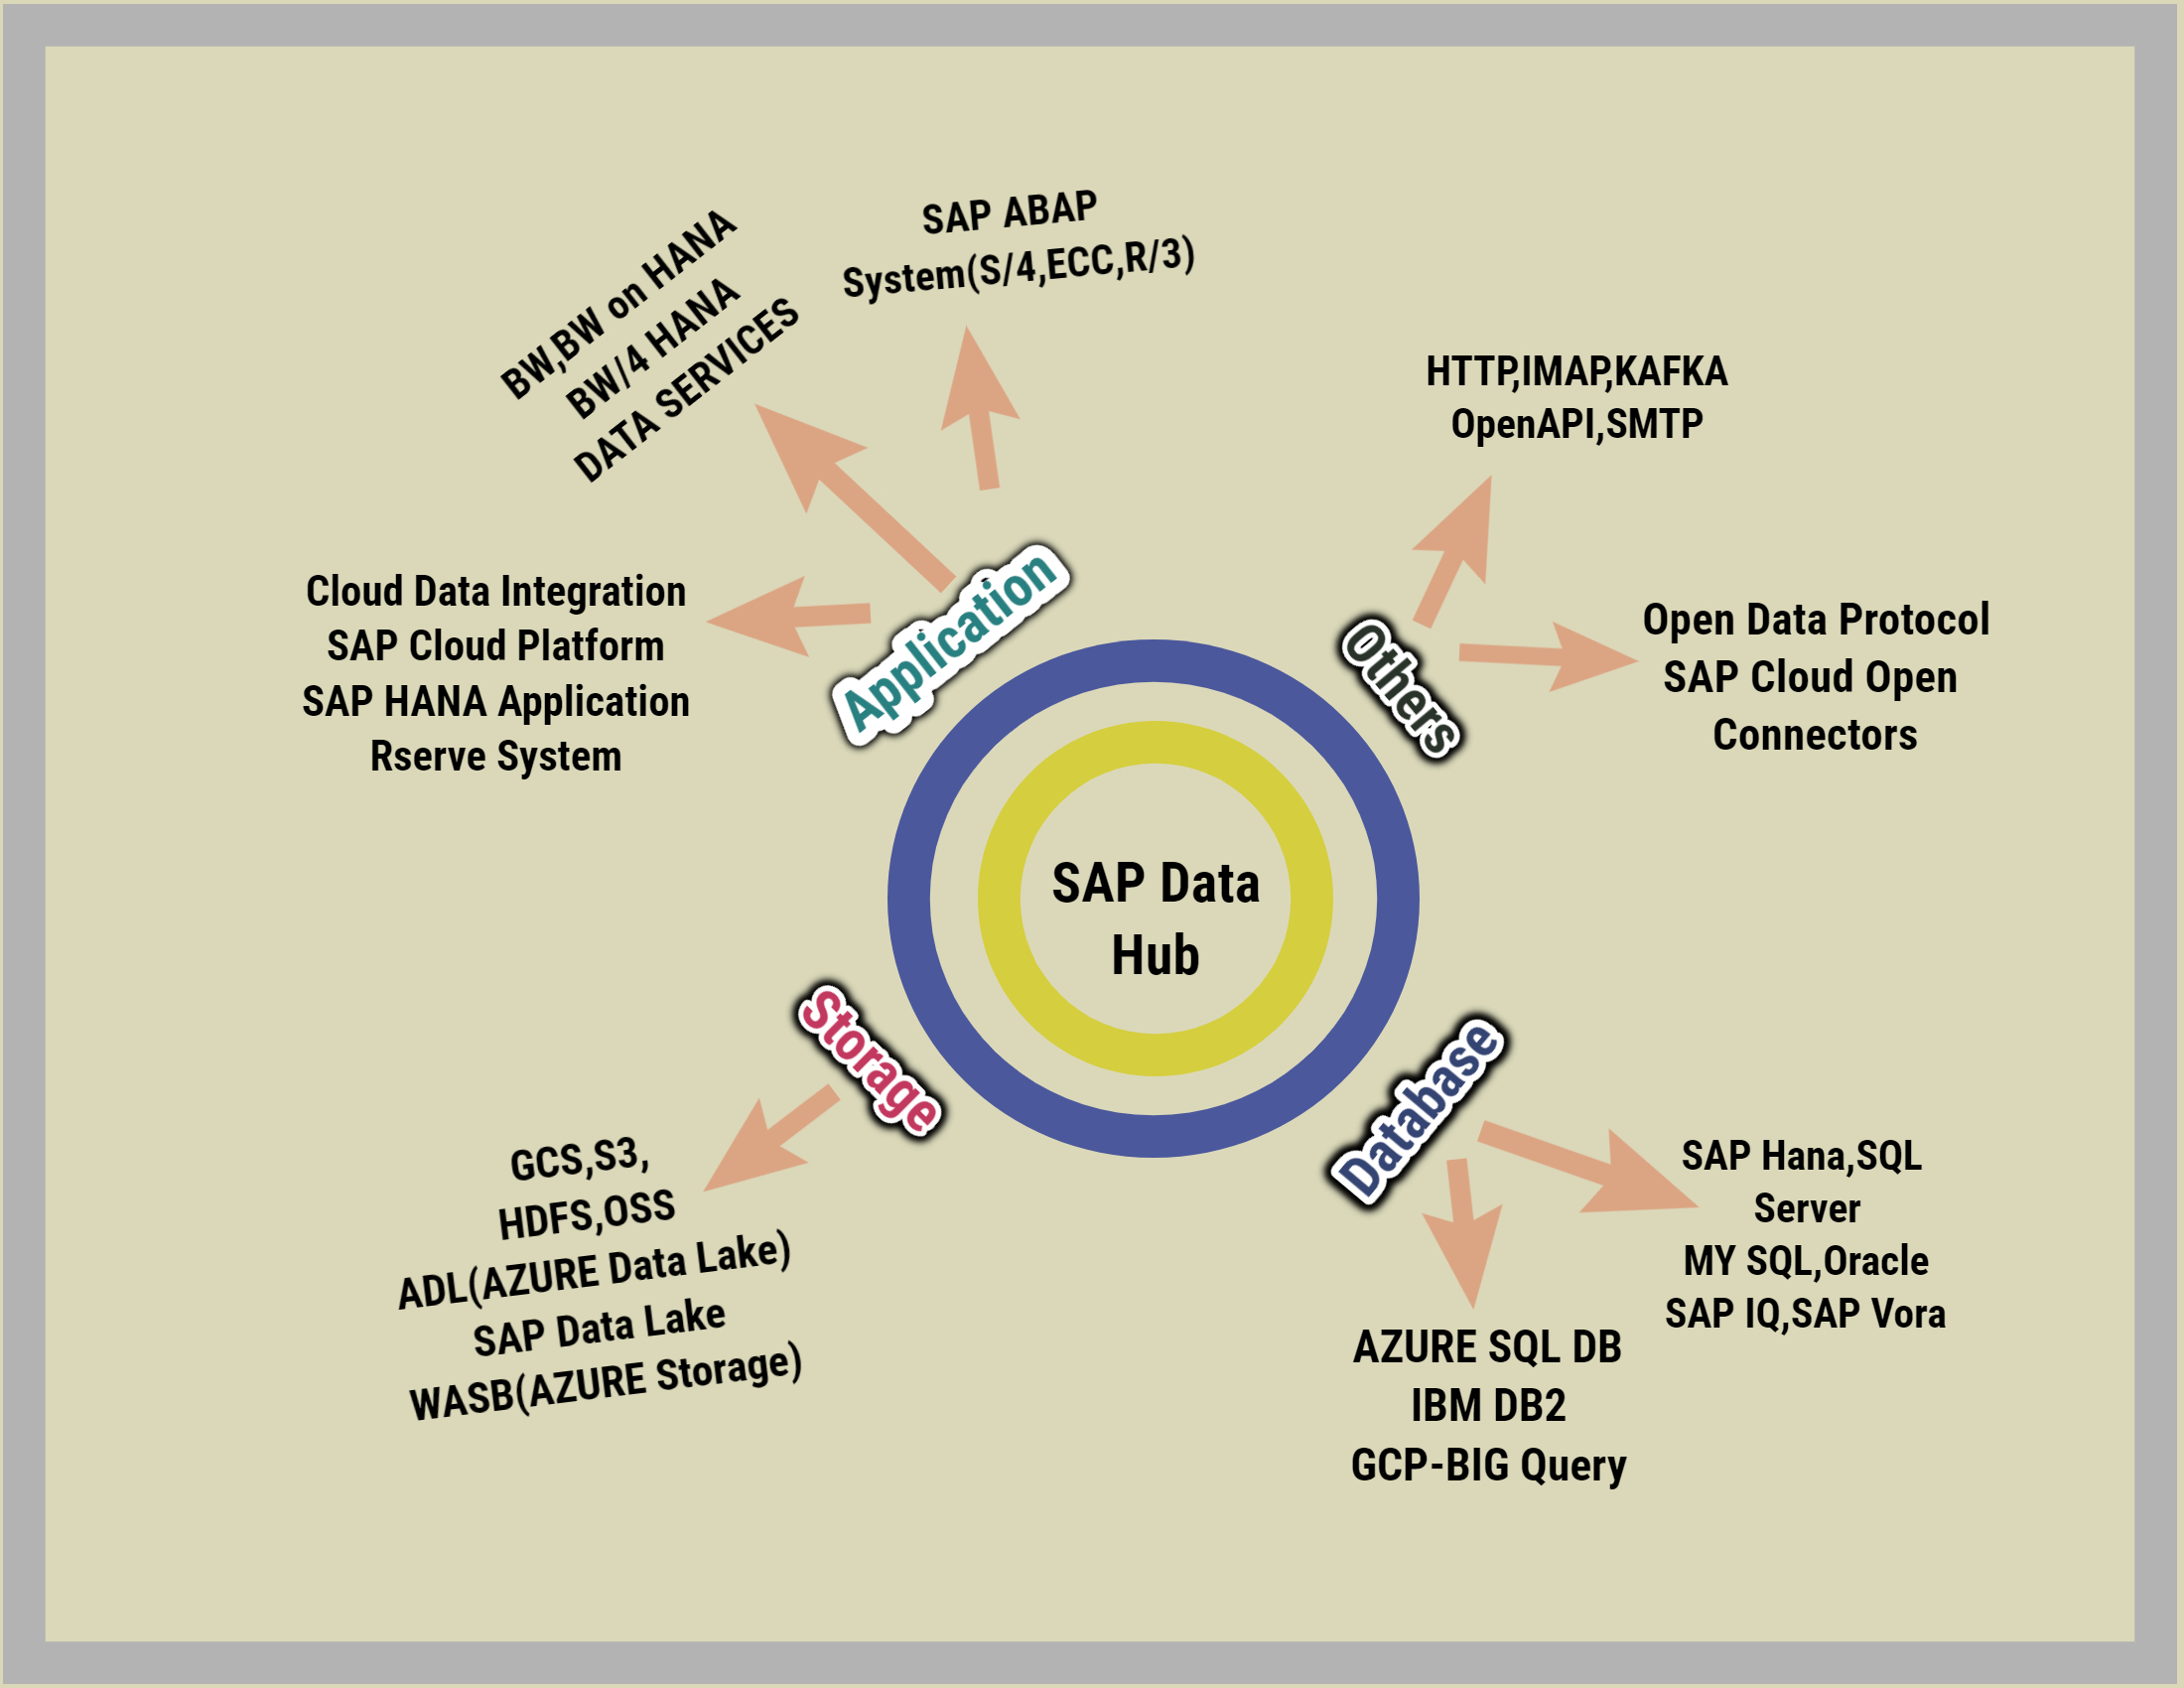 SAP ABAP
System(S/4,ECC,R/3)
BW,BW on HANA
BW/4 HANA
DATA SERVICES
HTTP,IMAP,KAFKA
OpenAPI,SMTP
Cloud Data Integration
SAP Cloud Platform
SAP HANA Application
Rserve System
Application
Others
Open Data Protocol
SAP Cloud Open
Connectors
SAP Data
Hub
Storage
Database
GCS,S3,
HDFS,OSS
ADL(AZURE Data Lake)
SAP Data Lake
WASB(AZURE Storage)
SAP Hana,SQL
Server
MY SQL,Oracle
SAP IQ,SAP Vora
AZURE SQL DB
IBM DB2
GCP-BIG Query